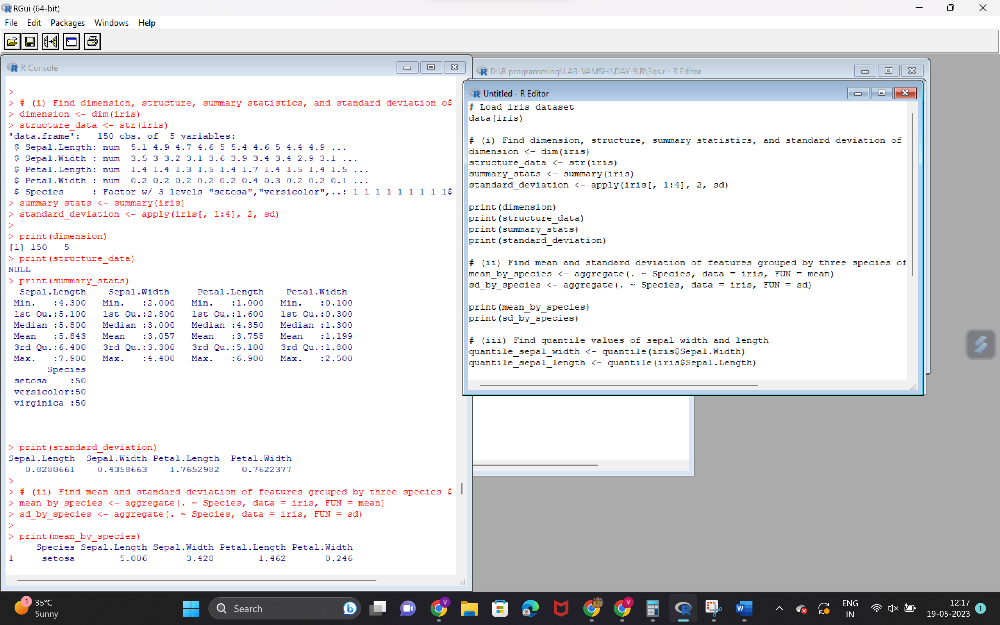 RGui (64-bit)
File Edit Packages Windows Help
R Console
>
> # (i) Find dimension, structure, summary statistics, and standard deviation o$
> dimension <- dim(iris)
> structure_data <- str(iris)
'data.frame':   150 obs. of  5 variables:
 $ Sepal.Length: num  5.1 4.9 4.7 4.6 5 5.4 4.6 5 4.4 4.9 ...
 $ Sepal.Width : num  3.5 3 3.2 3.1 3.6 3.9 3.4 3.4 2.9 3.1 ...
 $ Petal.Length: num  1.4 1.4 1.3 1.5 1.4 1.7 1.4 1.5 1.4 1.5 ...
 $ Petal.Width : num  0.2 0.2 0.2 0.2 0.2 0.4 0.3 0.2 0.2 0.1 ...
 $ Species     : Factor w/ 3 levels "setosa","versicolor",..: 1 1 1 1 1 1 1 1 1$
> summary_stats <- summary(iris)
> standard_deviation <- apply(iris[, 1:4], 2, sd)
>
> print(dimension)
[1] 150   5
> print(structure_data)
NULL
> print(summary_stats)
  Sepal.Length    Sepal.Width     Petal.Length    Petal.Width
 Min.   :4.300   Min.   :2.000   Min.   :1.000   Min.   :0.100
 1st Qu.:5.100   1st Qu.:2.800   1st Qu.:1.600   1st Qu.:0.300
 Median :5.800   Median :3.000   Median :4.350   Median :1.300
 Mean   :5.843   Mean   :3.057   Mean   :3.758   Mean   :1.199
 3rd Qu.:6.400   3rd Qu.:3.300   3rd Qu.:5.100   3rd Qu.:1.800
 Max.   :7.900   Max.   :4.400   Max.   :6.900   Max.   :2.500
       Species
 setosa    :50
 versicolor:50
 virginica :50
> print(standard_deviation)
Sepal.Length  Sepal.Width Petal.Length  Petal.Width
   0.8280661    0.4358663    1.7652982    0.7622377
>
> # (ii) Find mean and standard deviation of features grouped by three species $
> mean_by_species <- aggregate(. ~ Species, data = iris, FUN = mean)
> sd_by_species <- aggregate(. ~ Species, data = iris, FUN = sd)
>
> print(mean_by_species)
     Species Sepal.Length Sepal.Width Petal.Length Petal.Width
1     setosa        5.006       3.428        1.462       0.246
D:\R programming\LAB-VAMSHI\DAY-9.R\3qs.r - R Editor
Untitled - R Editor
# Load iris dataset
data(iris)
# (i) Find dimension, structure, summary statistics, and standard deviation of
dimension <- dim(iris)
structure_data <- str(iris)
summary_stats <- summary(iris)
standard_deviation <- apply(iris[, 1:4], 2, sd)
print(dimension)
print(structure_data)
print(summary_stats)
print(standard_deviation)
# (ii) Find mean and standard deviation of features grouped by three species of
mean_by_species <- aggregate(. ~ Species, data = iris, FUN = mean)
sd_by_species <- aggregate(. ~ Species, data = iris, FUN = sd)
print(mean_by_species)
print(sd_by_species)
# (iii) Find quantile values of sepal width and length
quantile_sepal_width <- quantile(iris$Sepal.Width)
quantile_sepal_length <- quantile(iris$Sepal.Length)
1
35°C
Sunny
Search
V
V
W
ENG
IN
12:17
19-05-2023
1